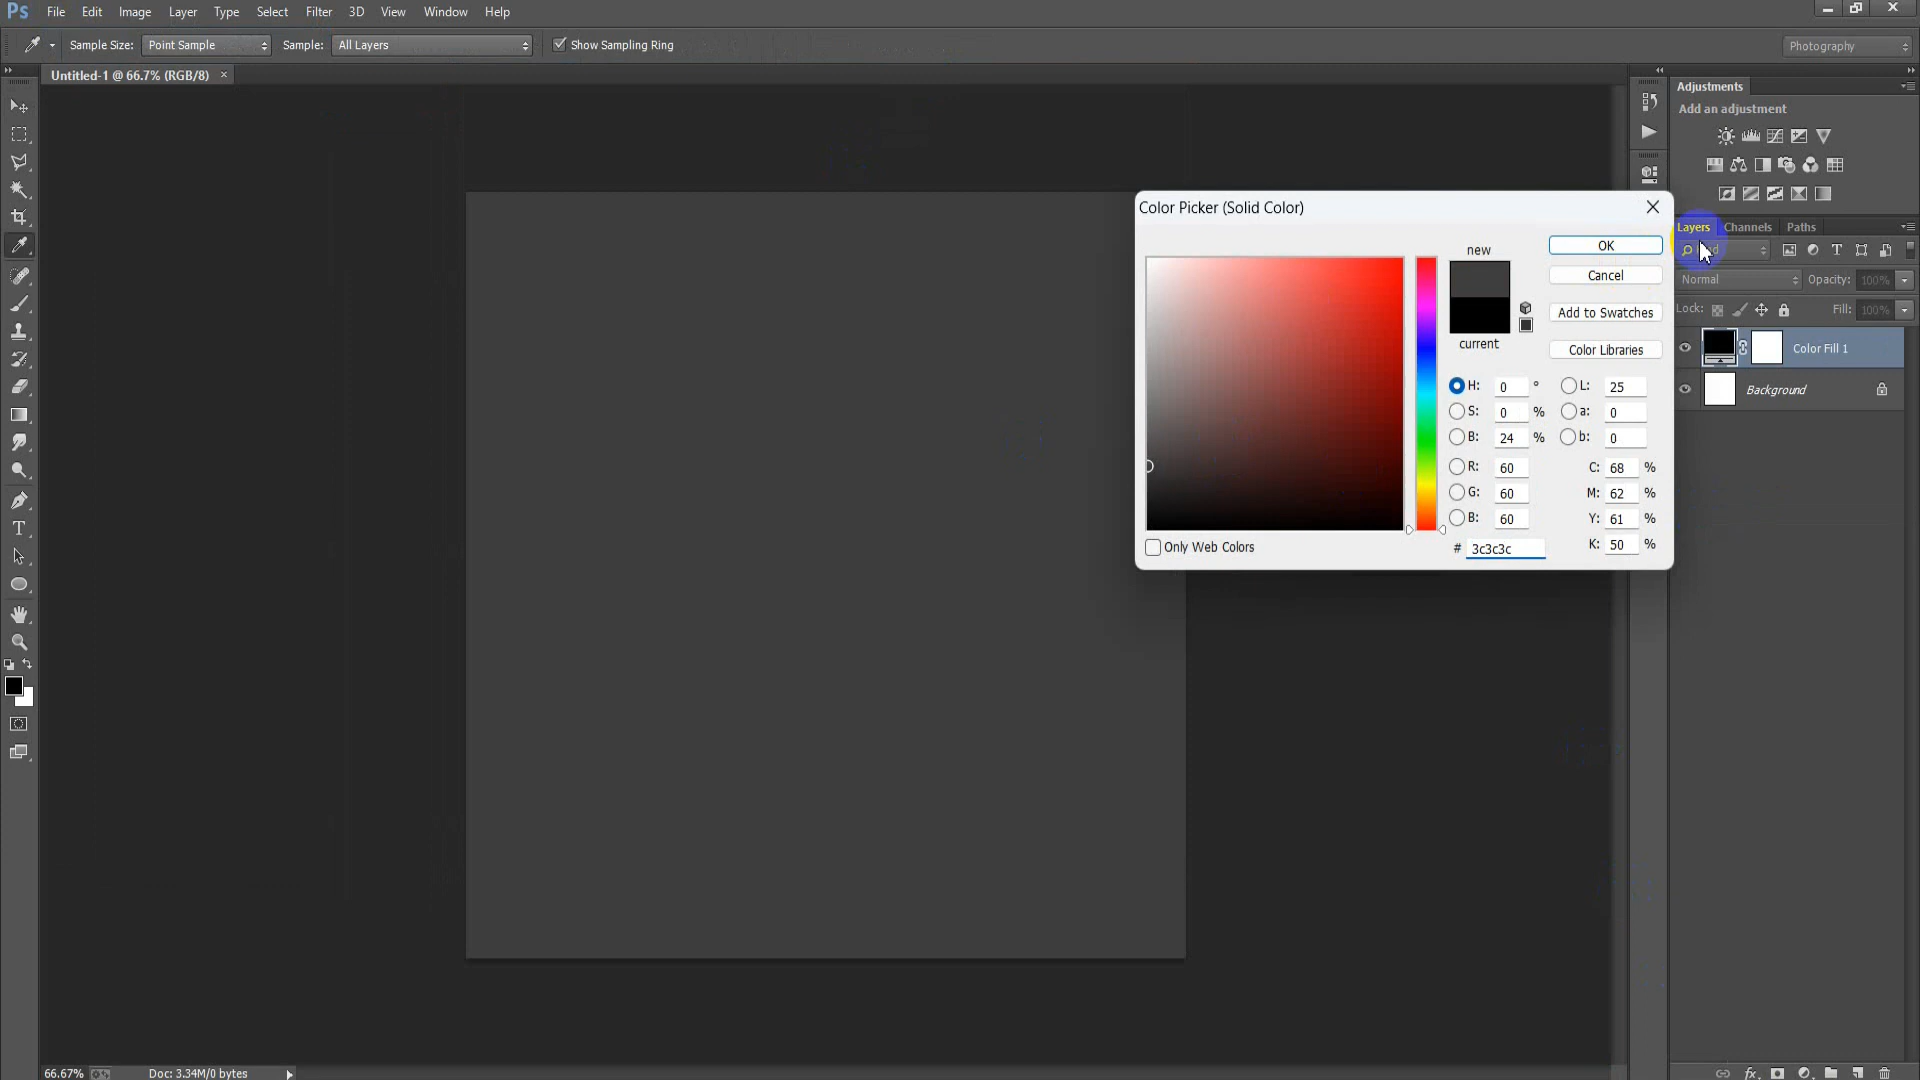 Ps File Edit Image Layer Type Select Filter 3D View Window Help
Sample Size: Point Sample Sample: All Layers Show Sampling Ring Photography
Untitled-1 @ 66.7% (RGB/8) ×
Adjustments
Add an adjustment
Color Picker (Solid Color)
new
current
OK
Cancel
Add to Swatches
Color Libraries
H: 0 ° L: 25
S: 0 % a: 0
B: 24 % b: 0
R: 60 C: 68 %
G: 60 M: 62 %
B: 60 Y: 61 %
# 3c3c3c K: 50 %
Only Web Colors
Layers Channels Paths
Normal Opacity: 100%
Lock: Fill: 100%
Color Fill 1
Background
T
fx
66.67% Doc: 3.34M/0 bytes